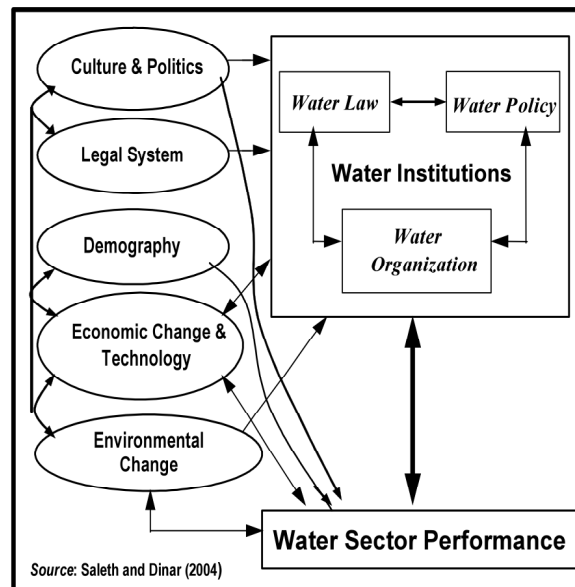 Culture & Politics
Legal System
Demography
Economic Change &
Technology
Environmental
Change
Water Law
Water Policy
Water Institutions
Water
Organization
Water Sector Performance
Source: Saleth and Dinar (2004)